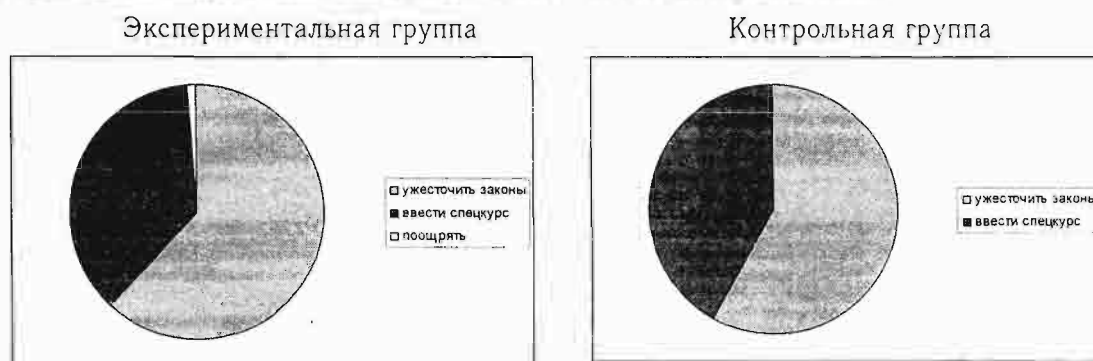 Экспериментальная группа
Контрольная группа
ужесточить законы
ввести спецкурс
поощрять
ужесточить законы
ввести спецкурс